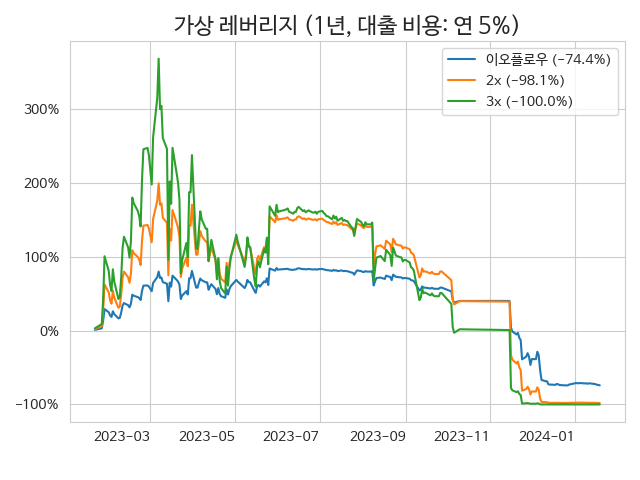 가상 레버리지 (1년, 대출 비용: 연 5%)
이오플로우 (-74.4%)
2x (-98.1%)
3x (-100.0%)
300%
200%
100%
0%
-100%
2023-03 2023-05 2023-07 2023-09 2023-11 2024-01